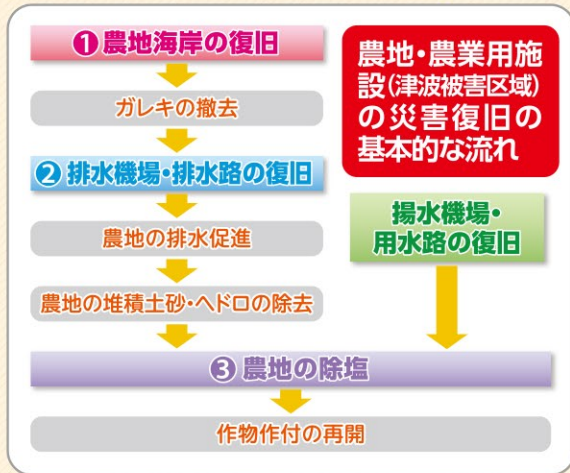 ❶農地海岸の復旧
ガレキの撤去
❷排水機場・排水路の復旧
農地の排水促進
農地の堆積土砂・ヘドロの除去
農地・農業用施
設(津波被害区域)
の災害復旧の
基本的な流れ
揚水機場・
用水路の復旧
❸農地の除塩
作物作付の再開